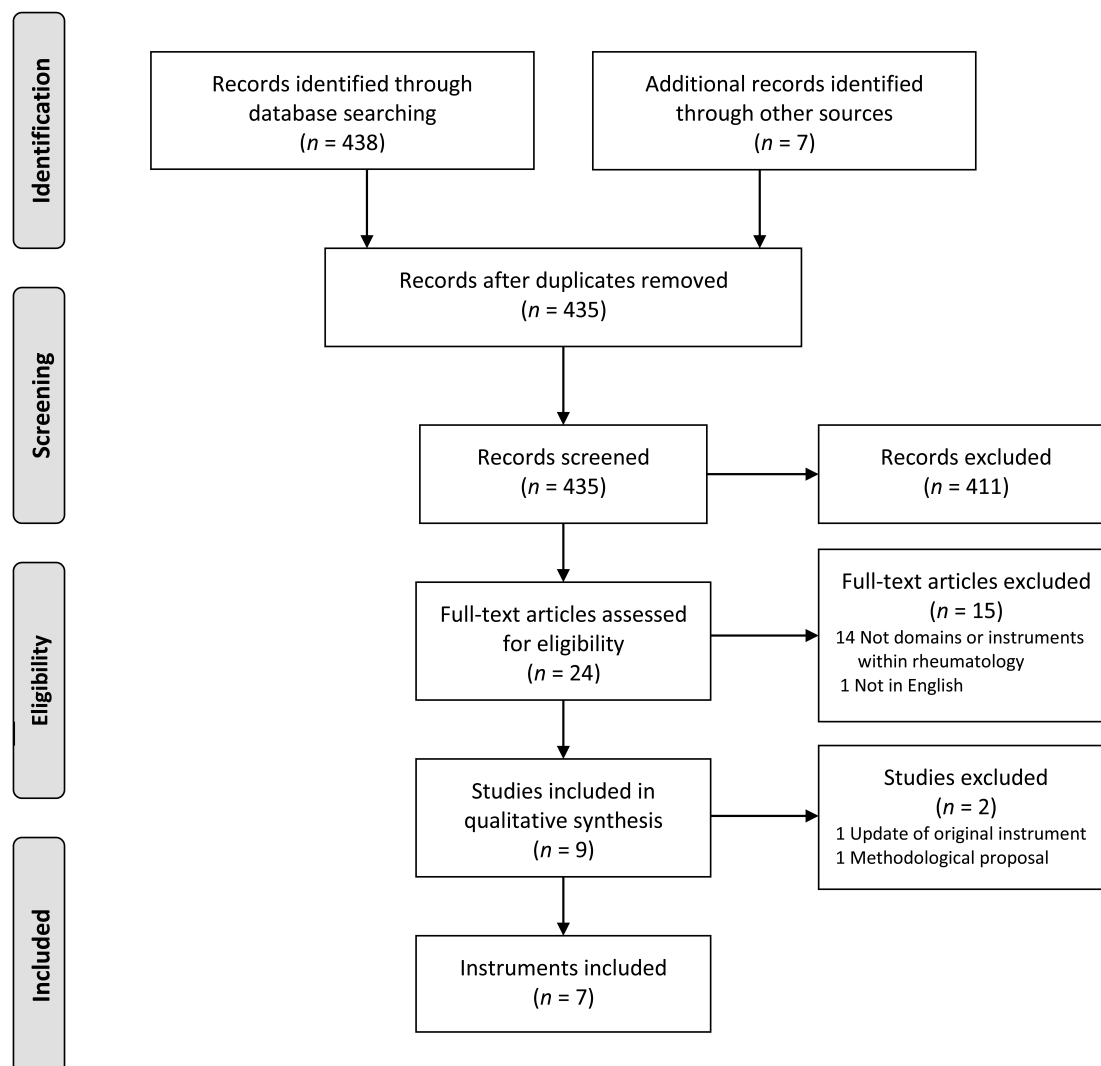 Identification
Records identified through
database searching
(n = 438)
Additional records identified
through other sources
(n = 7)
Records after duplicates removed
(n = 435)
Screening
Records screened
(n = 435)
Records excluded
(n = 411)
Eligibility
Full-text articles assessed
for eligibility
(n = 24)
Full-text articles excluded
(n = 15)
14 Not domains or instruments
within rheumatology
1 Not in English
Studies included in
qualitative synthesis
(n = 9)
Studies excluded
(n = 2)
1 Update of original instrument
1 Methodological proposal
Included
Instruments included
(n = 7)